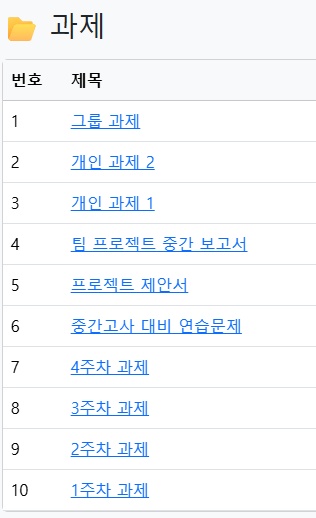 과제
번호 제목
1 그룹 과제
2 개인 과제 2
3 개인 과제 1
4 팀 프로젝트 중간 보고서
5 프로젝트 제안서
6 중간고사 대비 연습문제
7 4주차 과제
8 3주차 과제
9 2주차 과제
10 1주차 과제